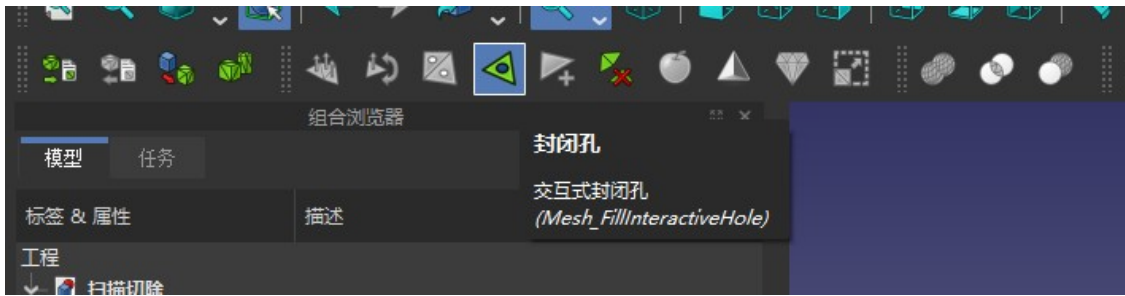 组合浏览器
模型
任务
封闭孔
交互式封闭孔
(Mesh_FillInteractiveHole)
标签 & 属性
描述
工程
扫描切除